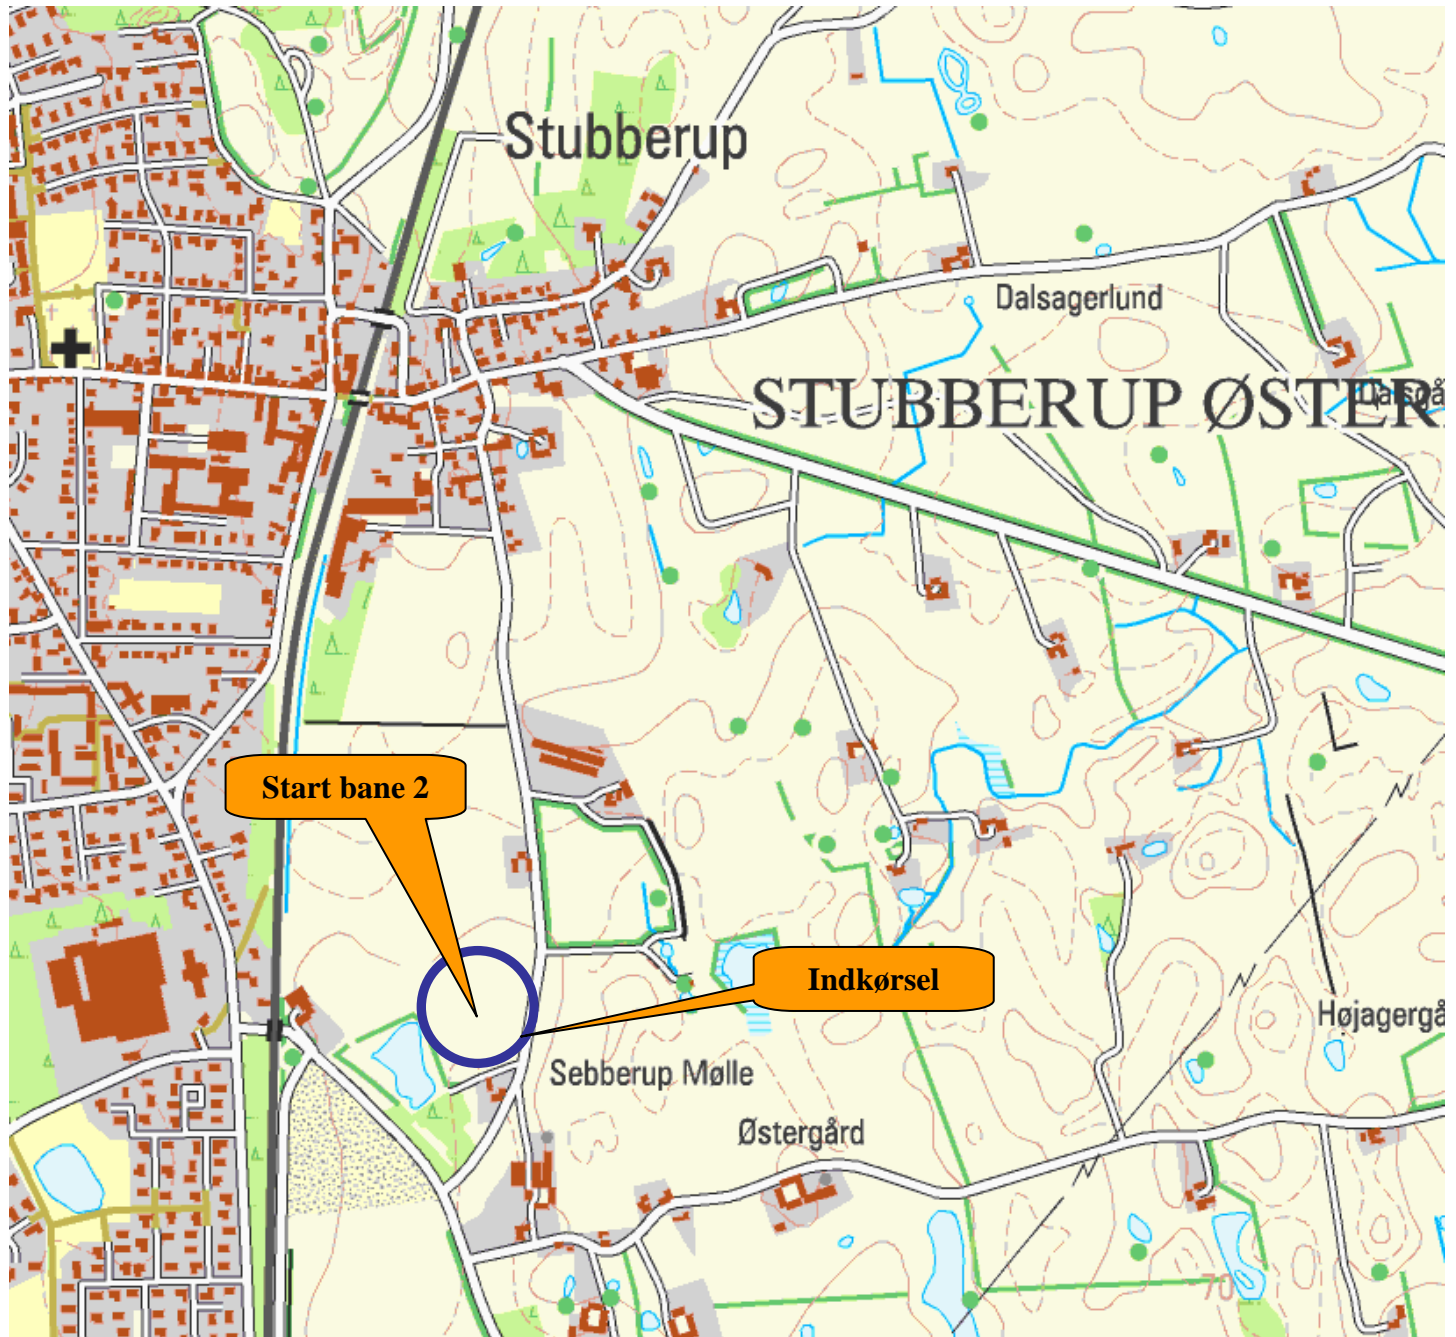 Stubberup
Dalsagerlund
STUBBERUP ØSTER
Start bane 2
Indkørsel
Højagergå
Sebberup Mølle
Østergård
70